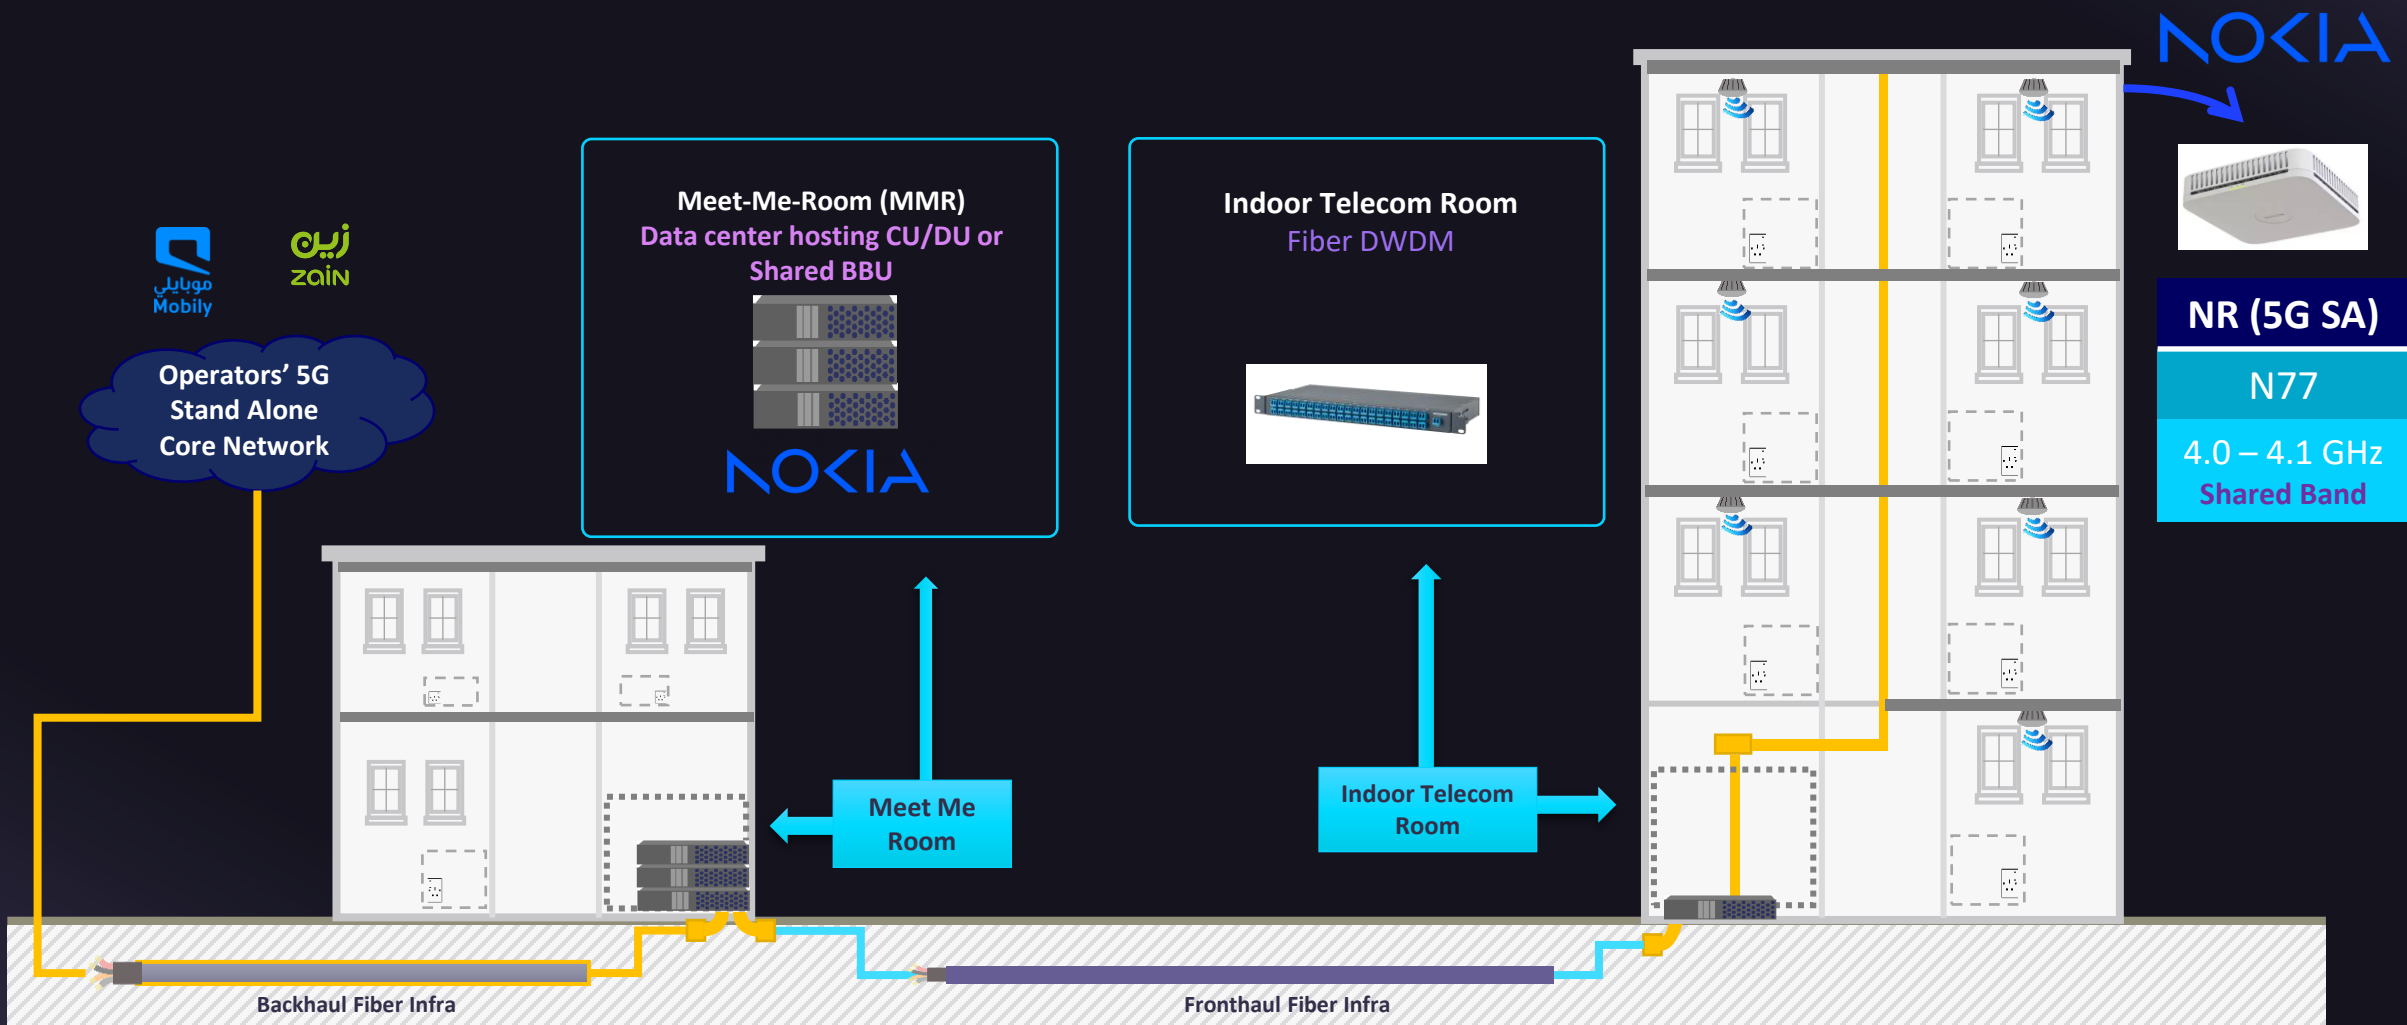 NOKIA
Meet-Me-Room (MMR)
Data center hosting CU/DU or
Shared BBU
NOKIA
Indoor Telecom Room
Fiber DWDM
موبايلي
Mobily
زين
zain
Operators’ 5G
Stand Alone
Core Network
NR (5G SA)
N77
4.0 – 4.1 GHz
Shared Band
Meet Me
Room
Indoor Telecom
Room
Backhaul Fiber Infra
Fronthaul Fiber Infra